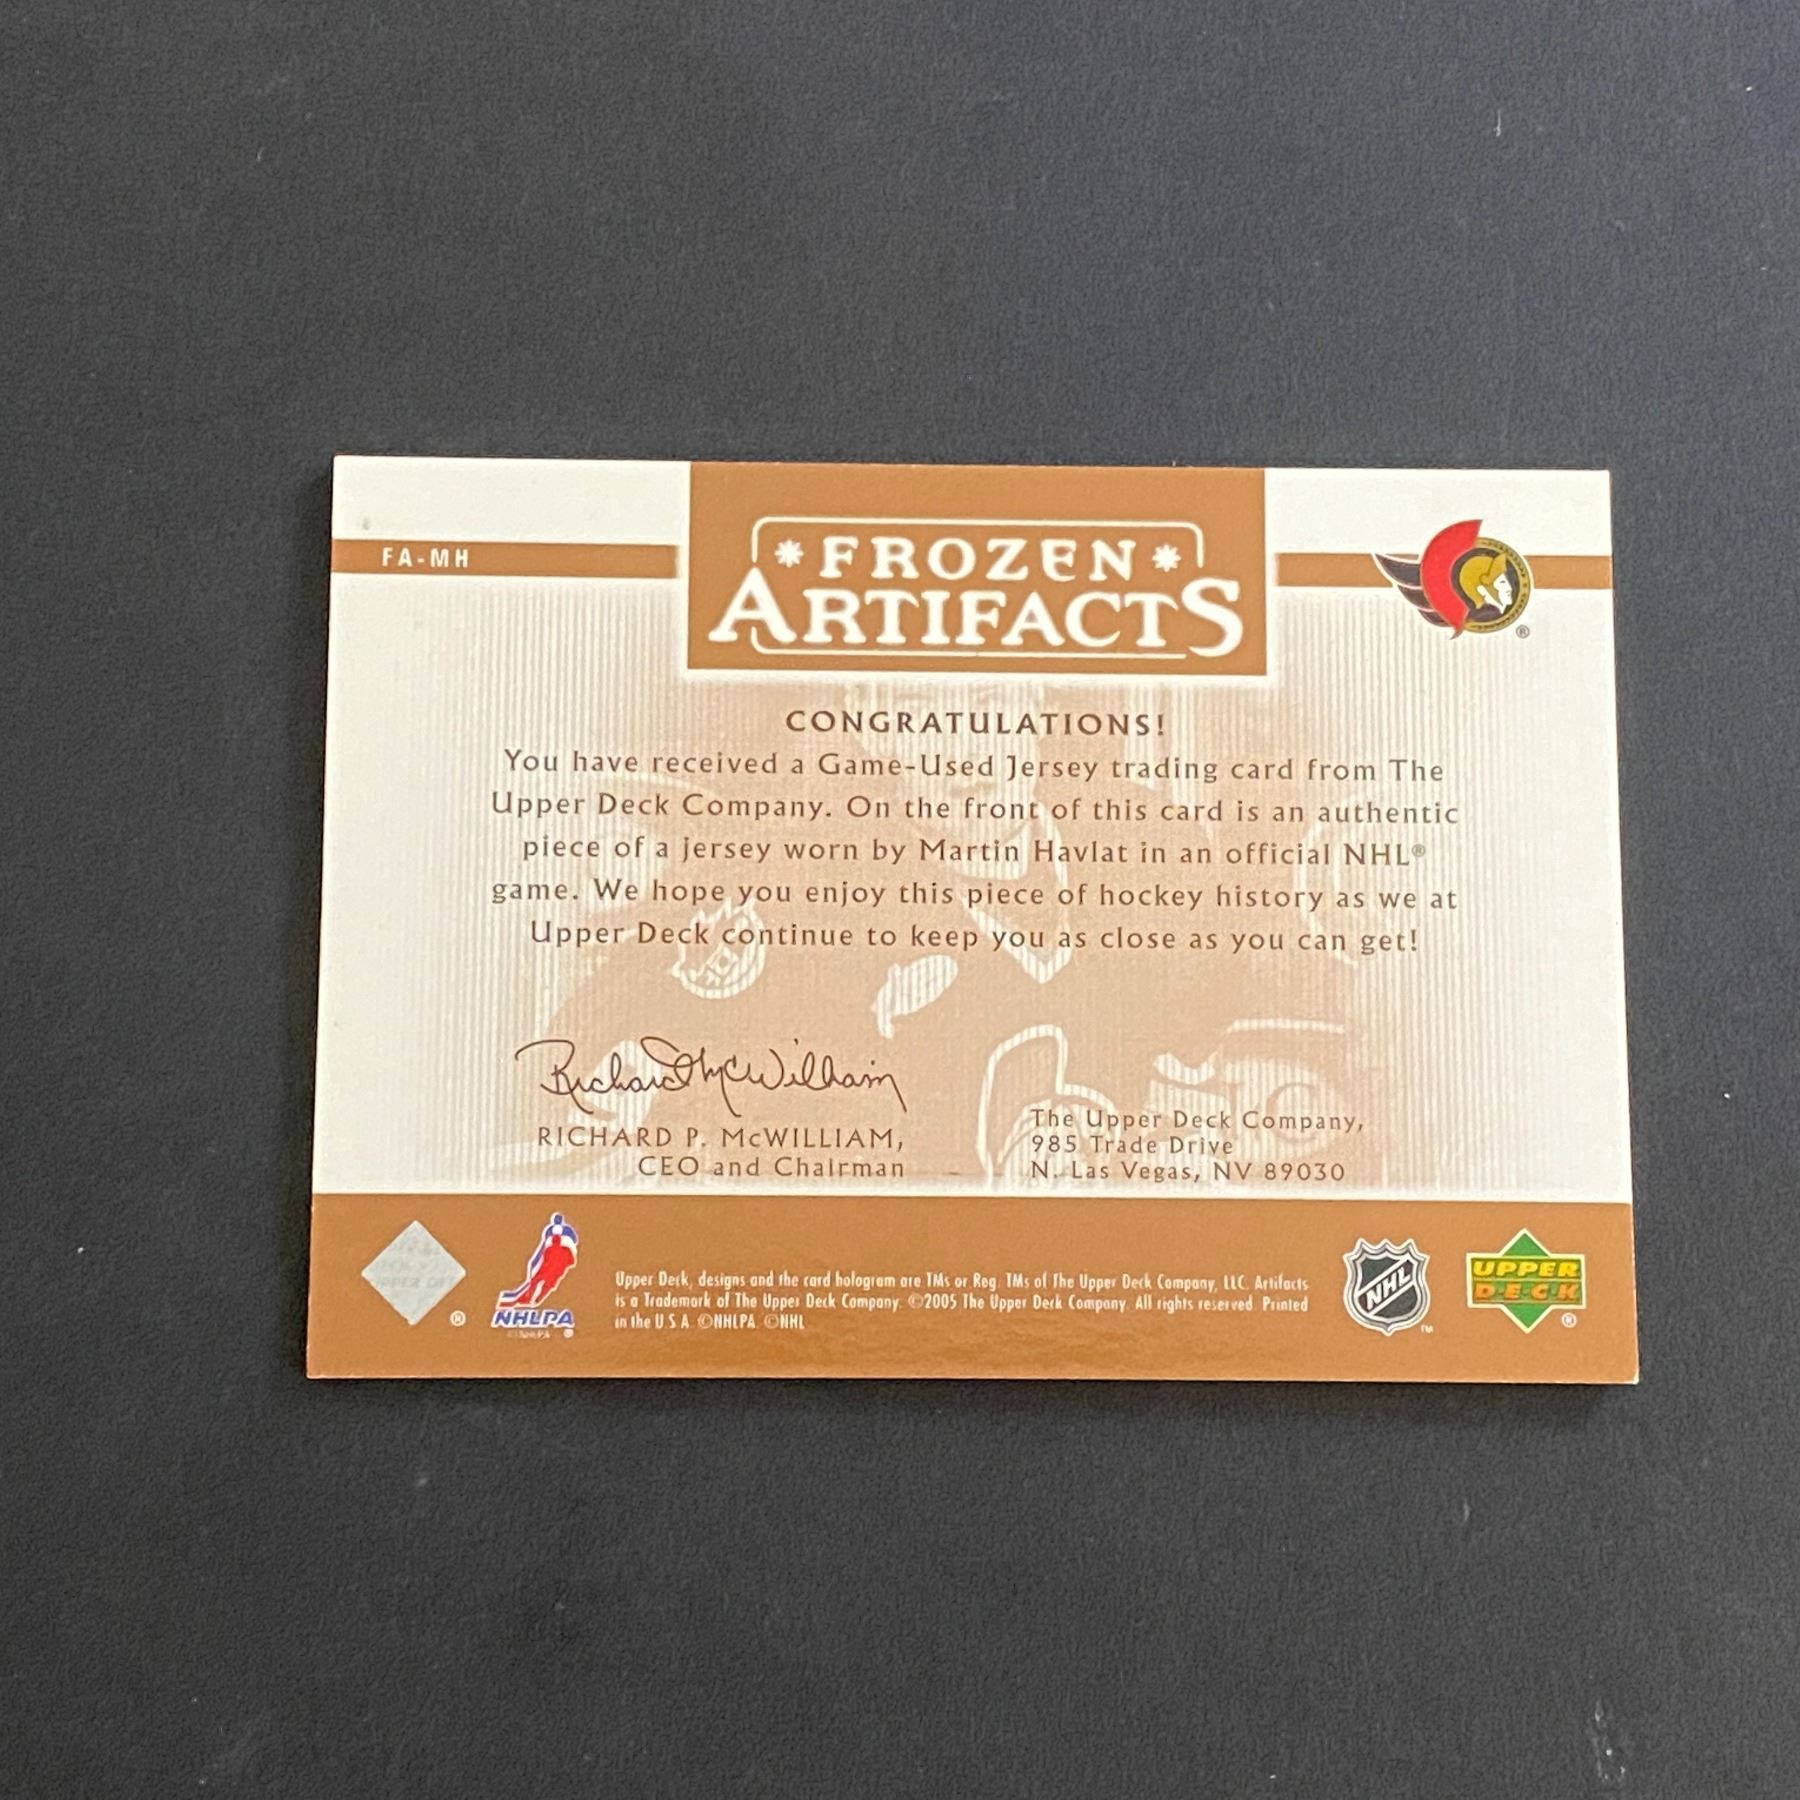 FA-MH
FROZEN
ARTIFACTS
®
CONGRATULATIONS!
You have received a Game-Used Jersey trading card from The
Upper Deck Company. On the front of this card is an authentic
piece of a jersey worn by Martin Havlat in an official NHL®
game. We hope you enjoy this piece of hockey history as we at
Upper Deck continue to keep you as close as you can get!
Richard McWilliam
RICHARD P. McWILLIAM,
CEO and Chairman
The Upper Deck Company,
985 Trade Drive
N. Las Vegas, NV 89030
®
NHLPA
®
Upper Deck, designs and the card hologram are TMs or Reg. TMs of The Upper Deck Company, LLC. Artifacts
is a Trademark of The Upper Deck Company. ©2005 The Upper Deck Company. All rights reserved. Printed
in the U.S.A. ©NHLPA. ©NHL
NHL
TM
UPPER
DECK
®